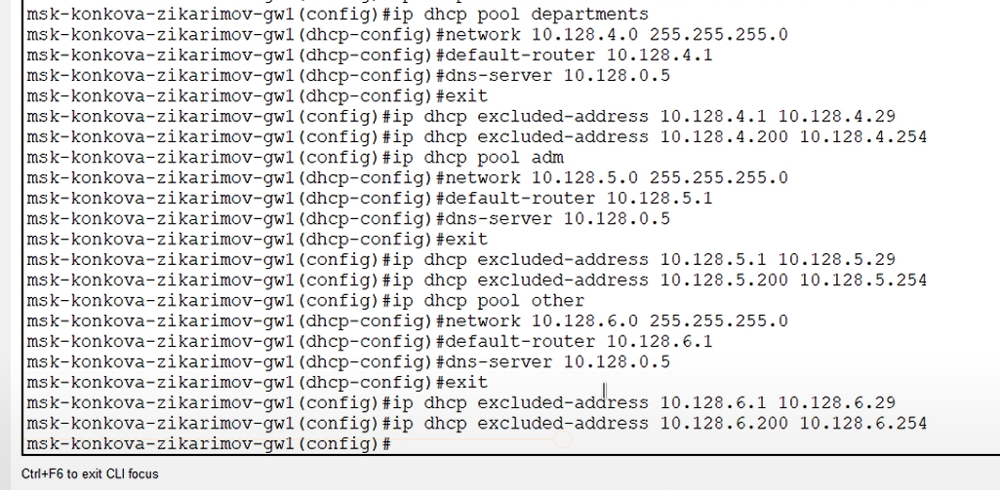 msk-konkova-zikarimov-gw1(config)#ip dhcp pool departments
msk-konkova-zikarimov-gw1(dhcp-config)#network 10.128.4.0 255.255.255.0
msk-konkova-zikarimov-gw1(dhcp-config)#default-router 10.128.4.1
msk-konkova-zikarimov-gw1(dhcp-config)#dns-server 10.128.0.5
msk-konkova-zikarimov-gw1(dhcp-config)#exit
msk-konkova-zikarimov-gw1(config)#ip dhcp excluded-address 10.128.4.1 10.128.4.29
msk-konkova-zikarimov-gw1(config)#ip dhcp excluded-address 10.128.4.200 10.128.4.254
msk-konkova-zikarimov-gw1(config)#ip dhcp pool adm
msk-konkova-zikarimov-gw1(dhcp-config)#network 10.128.5.0 255.255.255.0
msk-konkova-zikarimov-gw1(dhcp-config)#default-router 10.128.5.1
msk-konkova-zikarimov-gw1(dhcp-config)#dns-server 10.128.0.5
msk-konkova-zikarimov-gw1(dhcp-config)#exit
msk-konkova-zikarimov-gw1(config)#ip dhcp excluded-address 10.128.5.1 10.128.5.29
msk-konkova-zikarimov-gw1(config)#ip dhcp excluded-address 10.128.5.200 10.128.5.254
msk-konkova-zikarimov-gw1(config)#ip dhcp pool other
msk-konkova-zikarimov-gw1(dhcp-config)#network 10.128.6.0 255.255.255.0
msk-konkova-zikarimov-gw1(dhcp-config)#default-router 10.128.6.1
msk-konkova-zikarimov-gw1(dhcp-config)#dns-server 10.128.0.5
msk-konkova-zikarimov-gw1(dhcp-config)#exit
msk-konkova-zikarimov-gw1(config)#ip dhcp excluded-address 10.128.6.1 10.128.6.29
msk-konkova-zikarimov-gw1(config)#ip dhcp excluded-address 10.128.6.200 10.128.6.254
msk-konkova-zikarimov-gw1(config)#
Ctrl+F6 to exit CLI focus